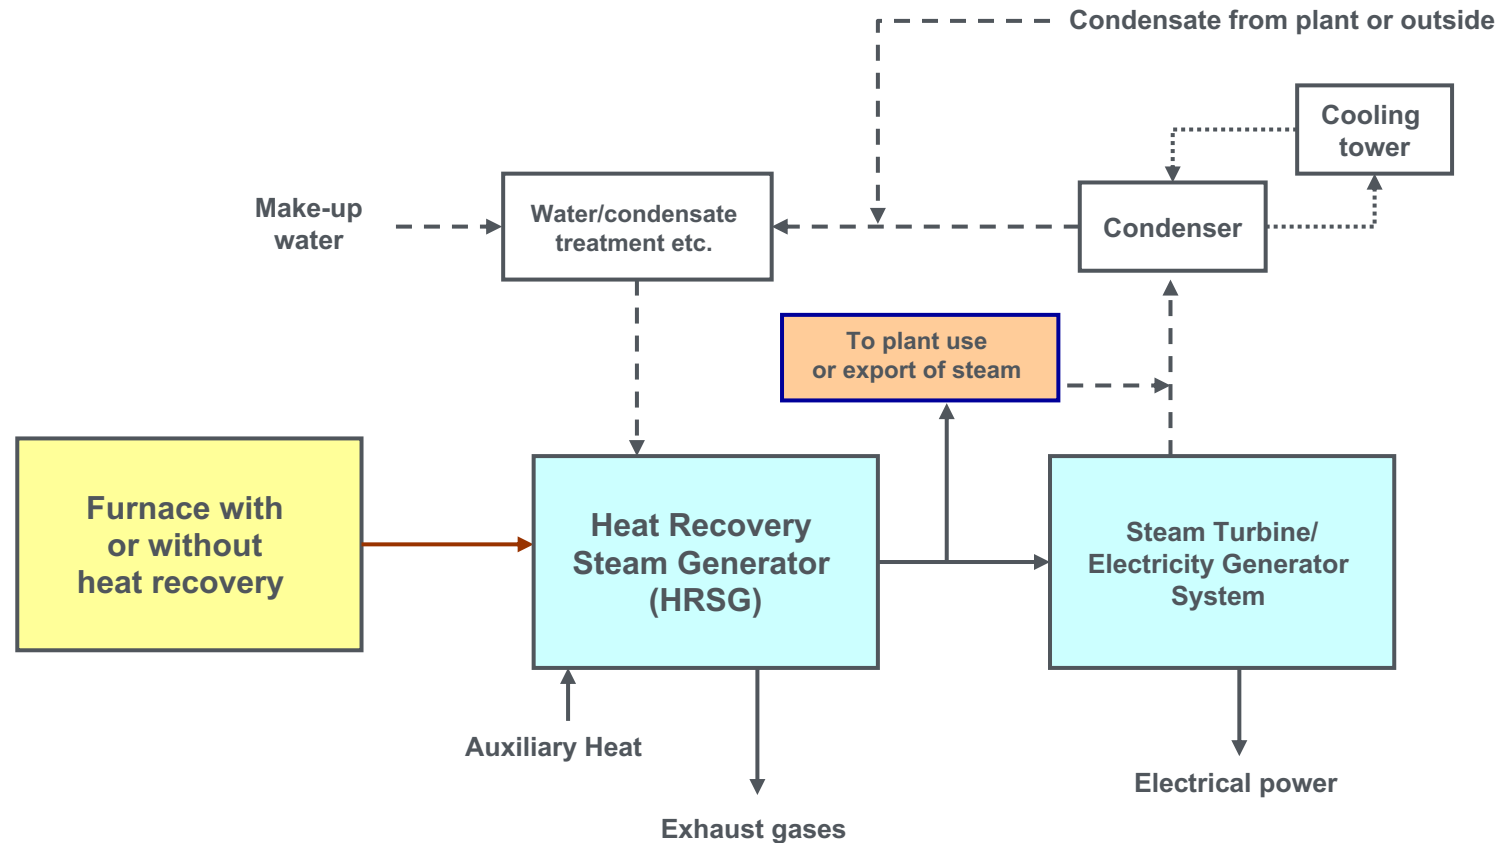 Condensate from plant or outside
Cooling
tower
Make-up
water
Water/condensate
treatment etc.
Condenser
To plant use
or export of steam
Furnace with
or without
heat recovery
Heat Recovery
Steam Generator
(HRSG)
Steam Turbine/
Electricity Generator
System
Auxiliary Heat
Electrical power
Exhaust gases